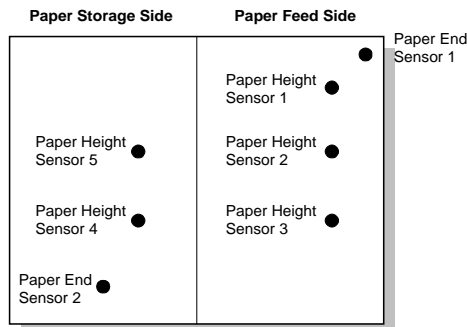 Paper Storage Side
Paper Feed Side
Paper End
Sensor 1
Paper Height
Sensor 1
Paper Height
Sensor 5
Paper Height
Sensor 2
Paper Height
Sensor 4
Paper Height
Sensor 3
Paper End
Sensor 2